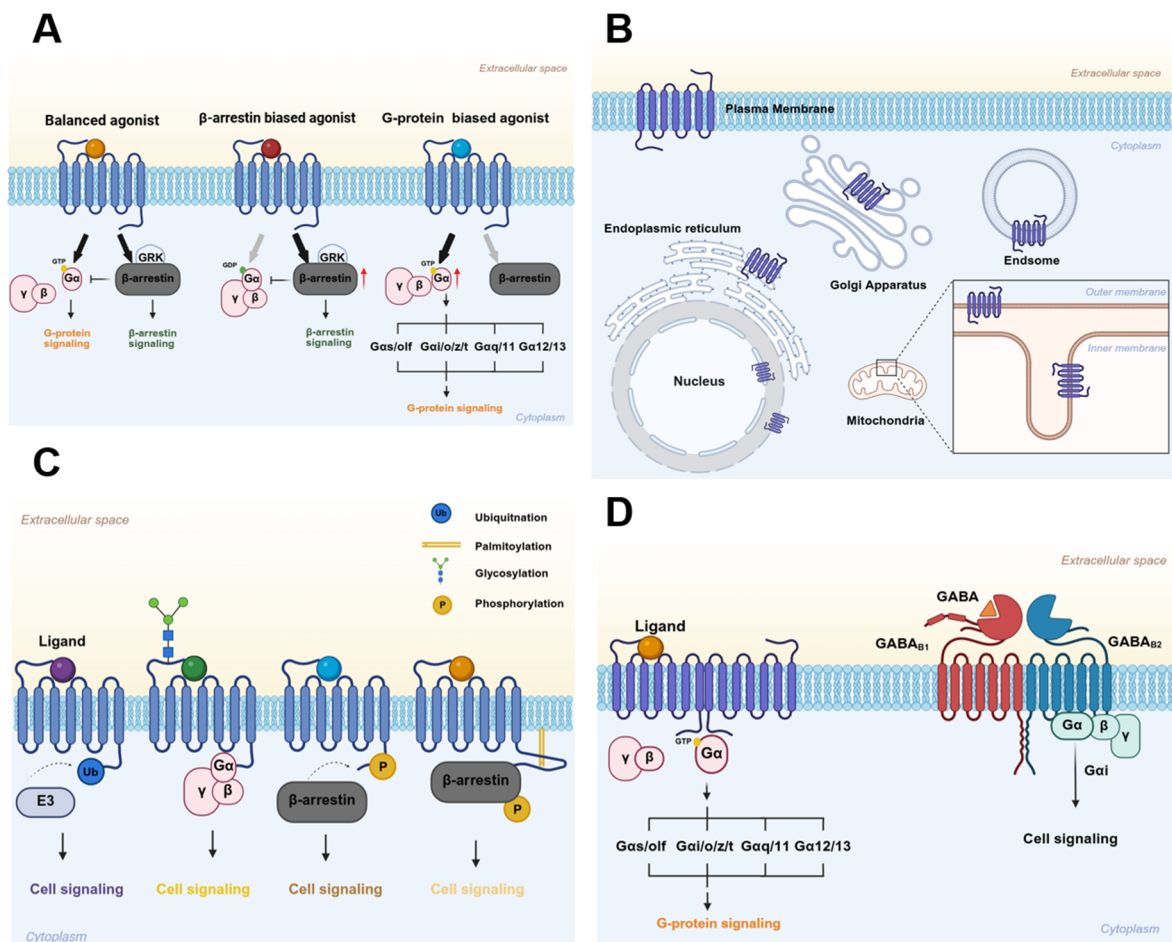 A
Extracellular space
Balanced agonist
β-arrestin biased agonist
G-protein biased agonist
GTP
Gα
γ
β
GRK
β-arrestin
G-protein
signaling
β-arrestin
signaling
GDP
Gα
γ
β
GRK
β-arrestin
β-arrestin
signaling
GTP
Gα
γ
β
β-arrestin
Gαs/olf
Gαi/o/z/t
Gαq/11
Gα12/13
G-protein signaling
Cytoplasm
B
Extracellular space
Plasma Membrane
Cytoplasm
Endoplasmic reticulum
Golgi Apparatus
Endsome
Nucleus
Mitochondria
Outer membrane
Inner membrane
C
Extracellular space
Ub
Ubiquitnation
Palmitoylation
Glycosylation
P
Phosphorylation
Ligand
Ub
E3
Gα
γ
β
P
β-arrestin
β-arrestin
P
Cell signaling
Cell signaling
Cell signaling
Cell signaling
Cytoplasm
D
Extracellular space
Ligand
GTP
Gα
γ
β
Gαs/olf
Gαi/o/z/t
Gαq/11
Gα12/13
G-protein signaling
GABA
GABAB1
GABAB2
Gα
β
γ
Gαi
Cell signaling
Cytoplasm